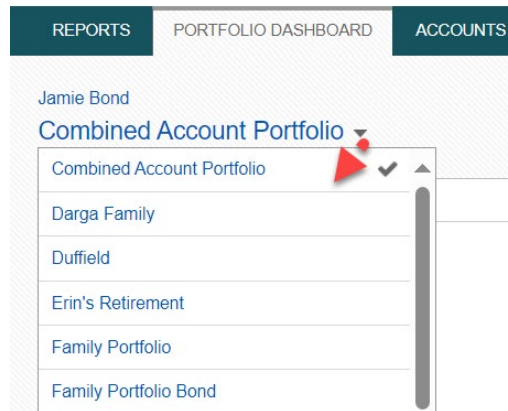 REPORTS PORTFOLIO DASHBOARD ACCOUNTS
Jamie Bond
Combined Account Portfolio
Combined Account Portfolio
Darga Family
Duffield
Erin's Retirement
Family Portfolio
Family Portfolio Bond